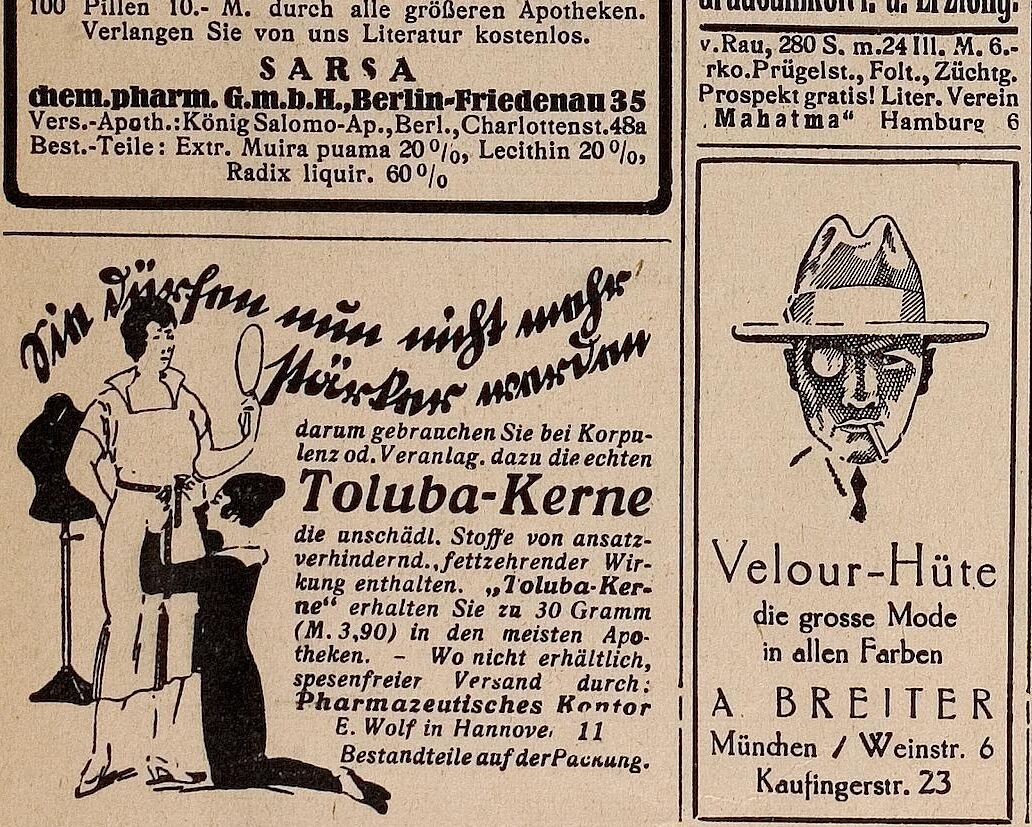 100 Pillen 10.- M. durch alle größeren Apotheken.
Verlangen Sie von uns Literatur kostenlos.
SARSA
chem.pharm. G.m.b.H., Berlin-Friedenau 35
Vers.-Apoth.: König Salomo-Ap., Berl., Charlottenst. 48a
Best.-Teile: Extr. Muira puama 20%, Lecithin 20%,
Radix liquir. 60%
Sie dürfen nun nicht mehr
stärker werden
darum gebrauchen Sie bei Korpu-
lenz od. Veranlag. dazu die echten
Toluba-Kerne
die unschädl. Stoffe von ansatz-
verhindernd., fettzehrender Wir-
kung enthalten. „Toluba-Ker-
ne“ erhalten Sie zu 30 Gramm
(M. 3,90) in den meisten Apo-
theken. – Wo nicht erhältlich,
spesenfreier Versand durch:
Pharmazeutisches Kontor
E. Wolf in Hannover 11
Bestandteile auf der Packung.
v. Rau, 280 S. m. 24 Ill. M. 6.-
rko. Prügelst., Folt., Züchtg.
Prospekt gratis! Liter. Verein
„Mahatma“ Hamburg 6
Velour-Hüte
die grosse Mode
in allen Farben
A BREITER
München / Weinstr. 6
Kaufingerstr. 23